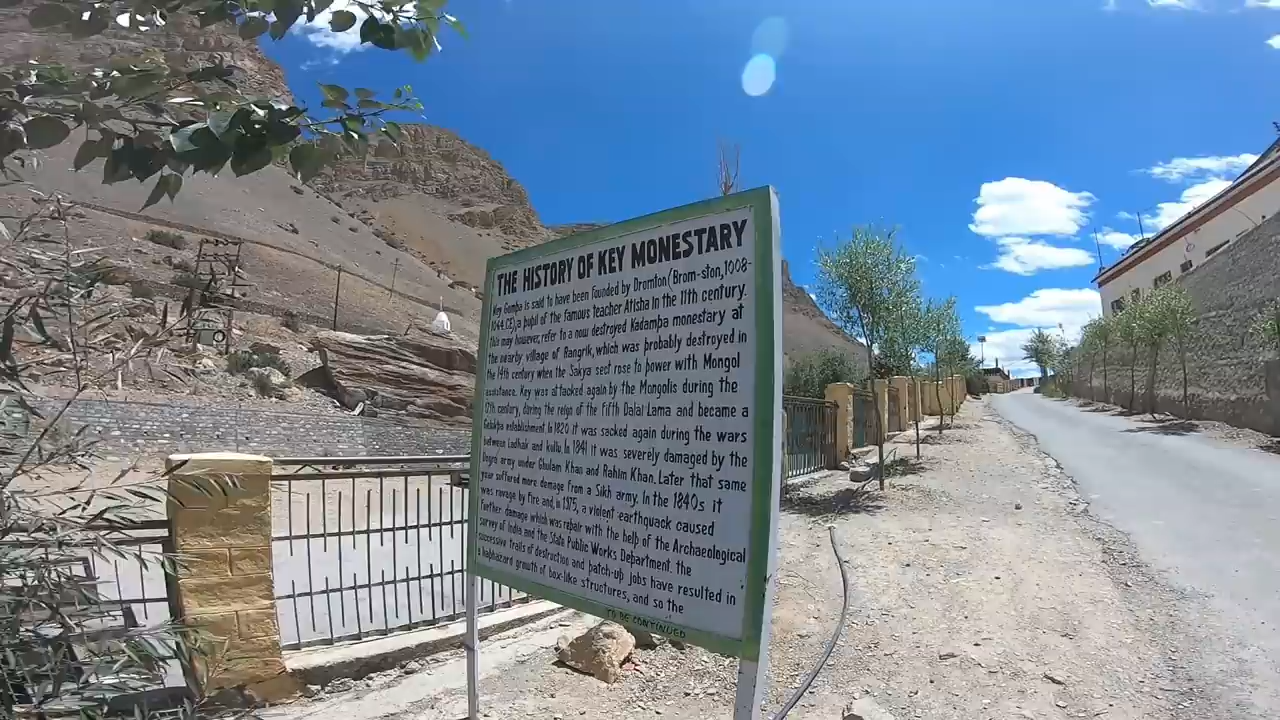 THE HISTORY OF KEY MONESTARY
Key Gompa is said to have been founded by Dromton (Brom-ston, 1008-
1064 CE), a pupil of the famous teacher Atisha in the 11th century.
This may however, refer to a now destroyed Kadampa monestary at
the nearby village of Rangrik, which was probably destroyed in
the 14th century when the Sakya sect rose to power with Mongol
assistance. Key was attacked again by the Mongolis during the
17th century, during the reign of the fifth Dalai Lama and became a
Gelukpa establishment. In 1820 it was sacked again during the wars
between Ladhak and kullu. In 1841 it was severely damaged by the
Dogra army under Ghulam Khan and Rahim Khan. Later that same
year suffered more damage from a Sikh army. In the 1840s it
was ravage by fire and, in 1975, a violent earthquack caused
further damage which was repair with the help of the Archaeological
survey of India and the State Public Works Department. the
successive trails of destruction and patch-up jobs have resulted in
a haphazard growth of box-like structures, and so the
TO BE CONTINUED